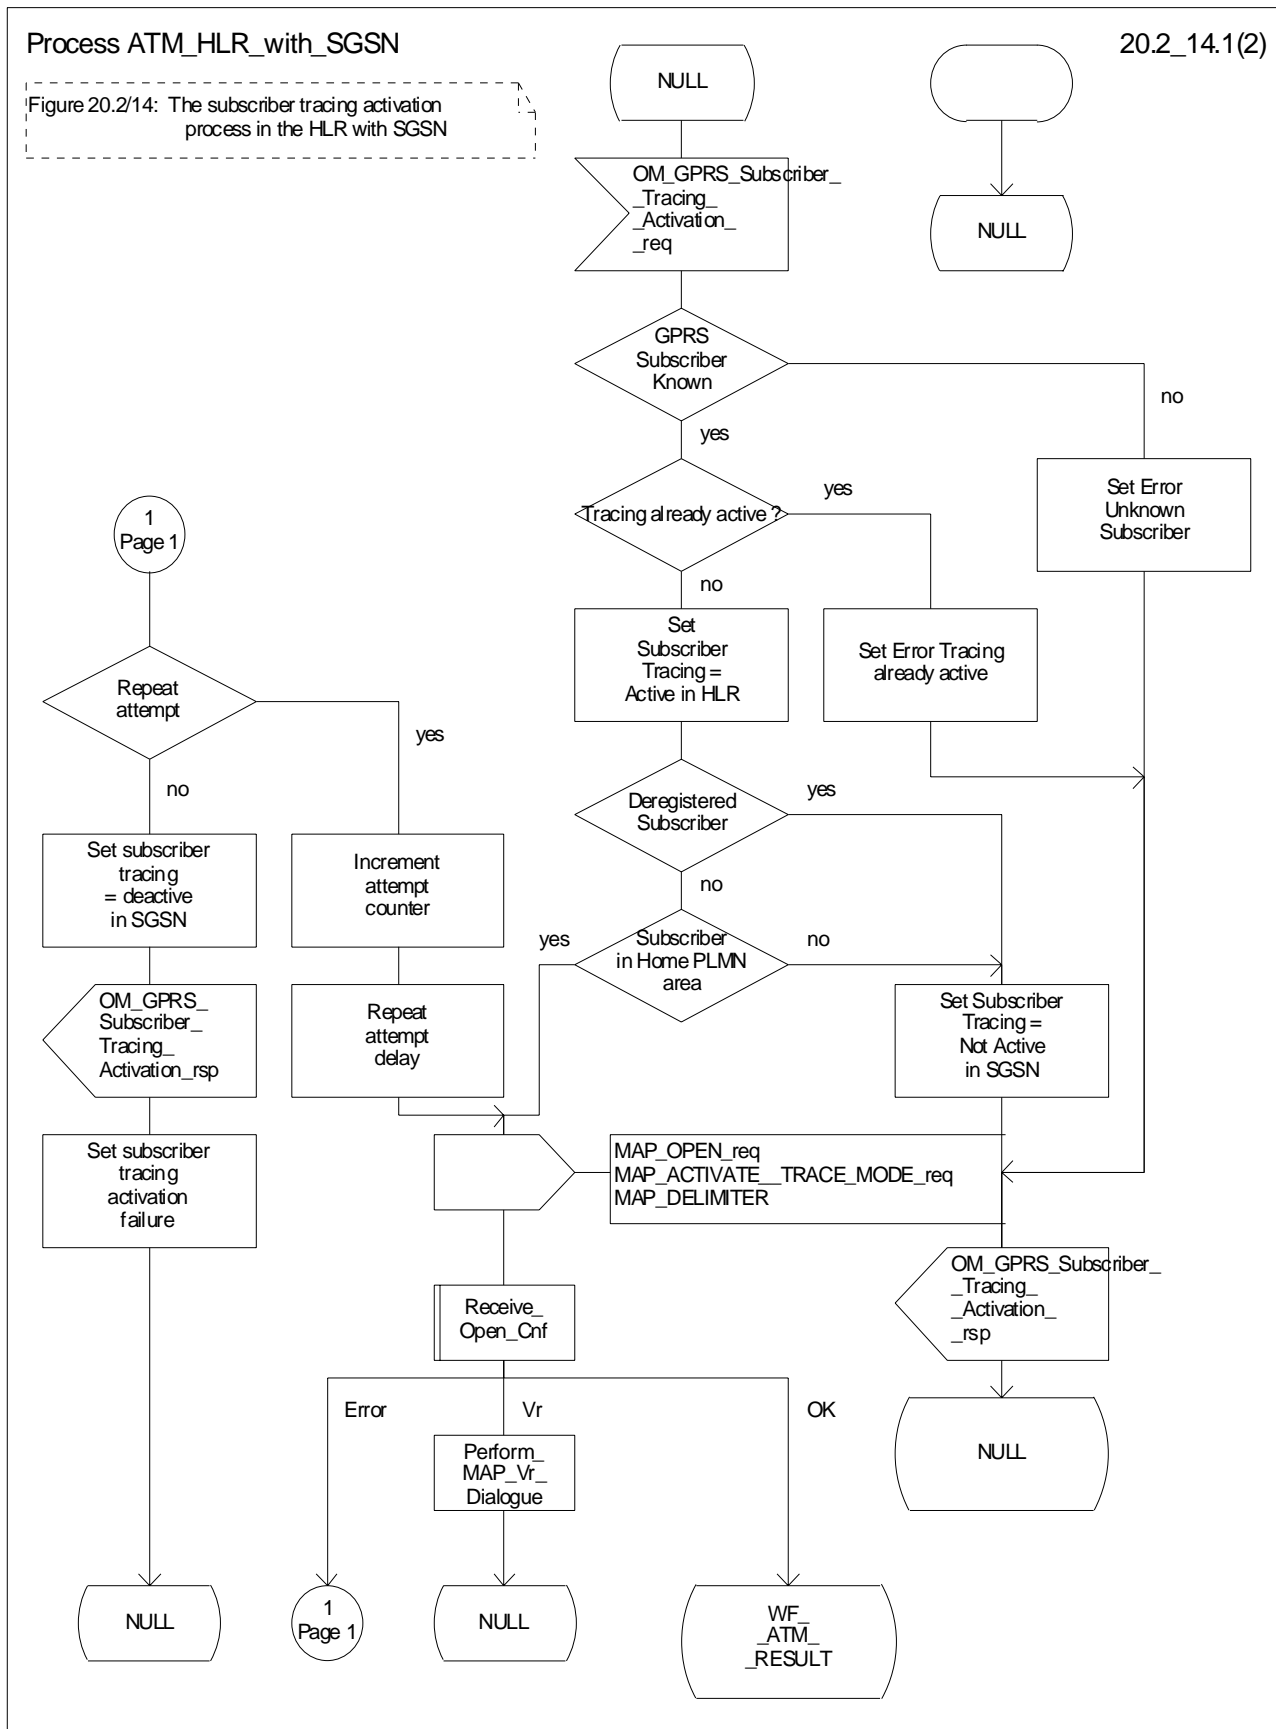 Process ATM_HLR_with_SGSN
20.2_14.1(2)
Figure 20.2/14: The subscriber tracing activation
process in the HLR with SGSN
NULL
OM_GPRS_Subscriber_
_Tracing_
_Activation_
_req
NULL
GPRS
Subscriber
Known
no
yes
Tracing already active ?
yes
no
Set Error
Unknown
Subscriber
1
Page 1
Set
Subscriber
Tracing =
Active in HLR
Set Error Tracing
already active
Repeat
attempt
yes
no
Deregistered
Subscriber
yes
no
Set subscriber
tracing
= deactive
in SGSN
Increment
attempt
counter
yes
Subscriber
in Home PLMN
area
no
OM_GPRS_
Subscriber_
Tracing_
Activation_rsp
Repeat
attempt
delay
Set Subscriber
Tracing =
Not Active
in SGSN
Set subscriber
tracing
activation
failure
MAP_OPEN_req
MAP_ACTIVATE__TRACE_MODE_req
MAP_DELIMITER
OM_GPRS_Subscriber_
_Tracing_
_Activation_
_rsp
Receive_
Open_Cnf
Error
Vr
OK
Perform_
MAP_Vr_
Dialogue
NULL
NULL
1
Page 1
NULL
WF_
_ATM_
_RESULT